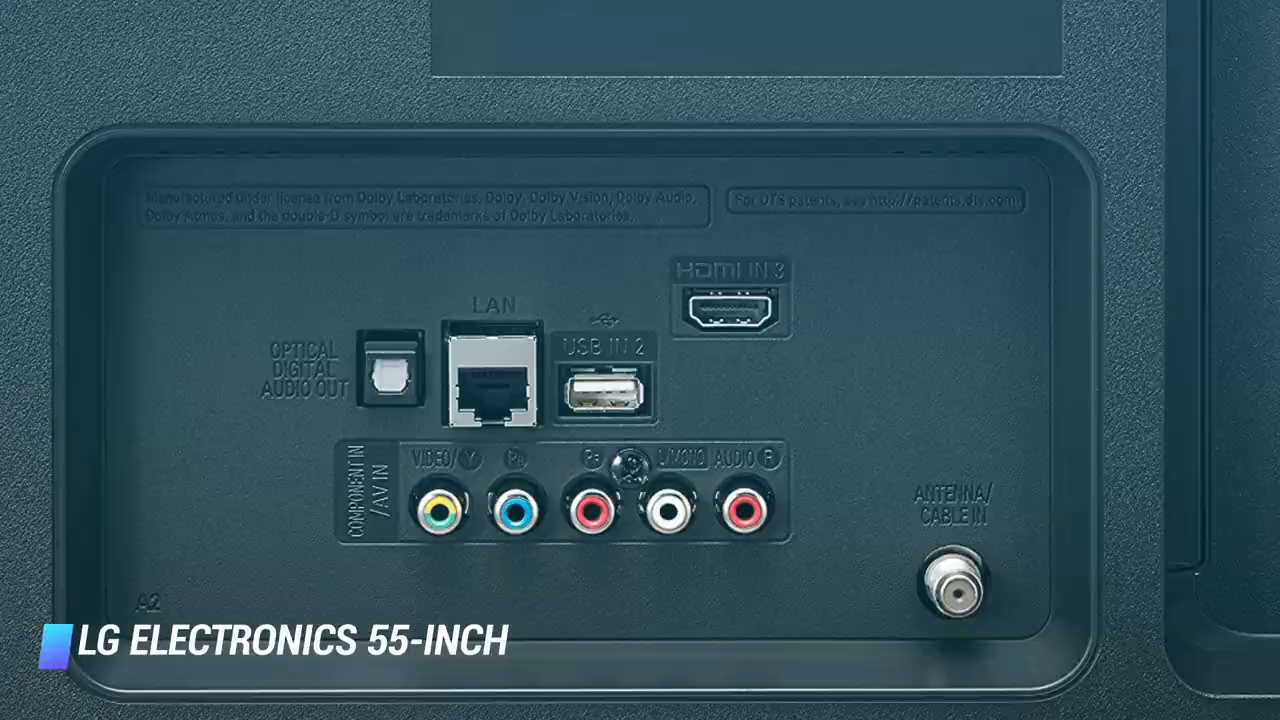 Manufactured under license from Dolby Laboratories. Dolby, Dolby Vision, Dolby Audio,
Dolby Atmos, and the double-D symbol are trademarks of Dolby Laboratories.
For DTS patents, see http://patents.dts.com
HDMI IN 3
LAN
USB IN 2
OPTICAL
DIGITAL
AUDIO OUT
COMPONENT IN
/AV IN
VIDEO/ Y
PB
PR
L/MONO
AUDIO R
ANTENNA/
CABLE IN
A2
LG ELECTRONICS 55-INCH